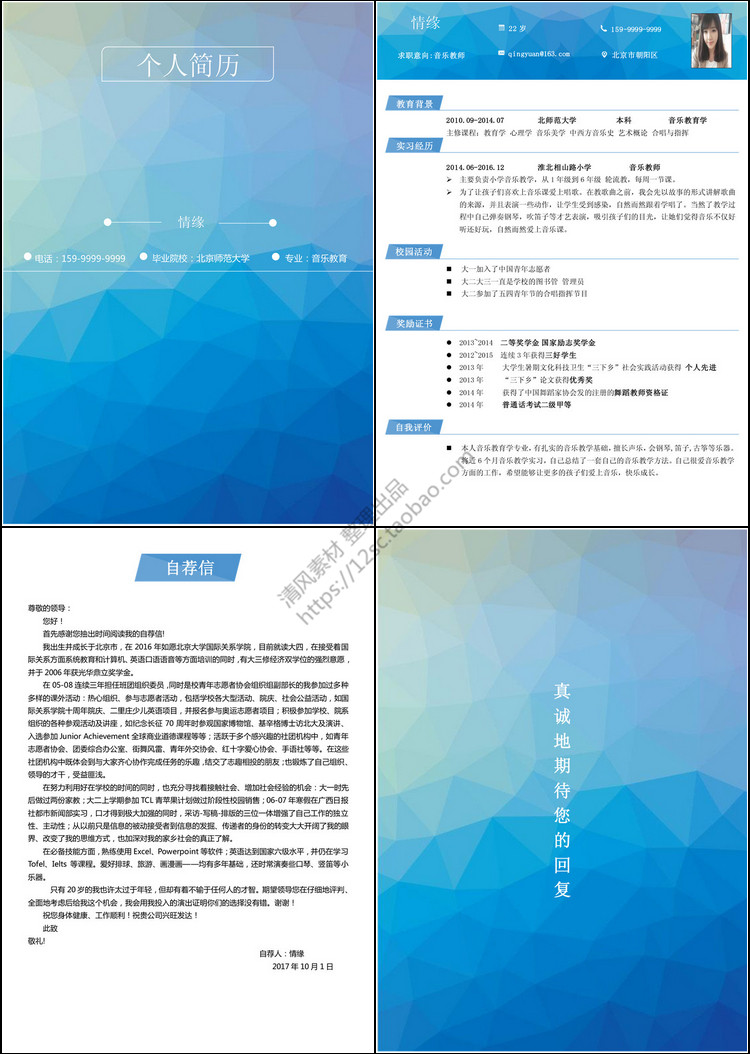 个人简历
情缘
电话：159-9999-9999 毕业院校：北京师范大学 专业：音乐教育
情缘
22 岁 159-9999-9999
求职意向:音乐教师 qingyuan@163.com 北京市朝阳区
教育背景
2010.09-2014.07 北师范大学 本科 音乐教育学
主修课程：教育学 心理学 音乐美学 中西方音乐史 艺术概论 合唱与指挥
实习经历
2014.06-2016.12 淮北相山路小学 音乐教师
➢ 主要负责小学音乐教学，从 1 年级到 6 年级 轮流教，每周一节课。
➢ 为了让孩子们喜欢上音乐课爱上唱歌。在教歌曲之前，我会先以故事的形式讲解歌曲
的来源，并且表演一些动作，让学生受到感染，自然而然跟着学唱了。当然了教学过
程中自己弹奏钢琴，吹笛子等才艺表演，吸引孩子们的目光，让她们觉得音乐不仅好
听还好玩，自然而然爱上音乐课。
校园活动
■ 大一加入了中国青年志愿者
■ 大二大三一直是学校的图书管 管理员
■ 大二参加了五四青年节的合唱指挥节目
奖励证书
● 2013~2014 二等奖学金 国家励志奖学金
● 2012~2015 连续 3 年获得三好学生
● 2013 年 大学生暑期文化科技卫生“三下乡”社会实践活动获得 个人先进
● 2013 年 “三下乡”论文获得优秀奖
● 2014 年 获得了中国舞蹈家协会发的注册的舞蹈教师资格证
● 2014 年 普通话考试二级甲等
自我评价
■ 本人音乐教育学专业，有扎实的音乐教学基础，擅长声乐，会钢琴，笛子，古筝等乐器。
将近 6 个月音乐教学实习，自己总结了一套自己的音乐教学方法。自己很爱音乐教学
方面的工作，希望能够让更多的孩子们爱上音乐，快乐成长。
清风素材 整理出品
https://12sc.taobao.com
自荐信
尊敬的领导：
您好！
首先感谢您抽出时间阅读我的自荐信!
我出生并成长于北京市，在 2016 年如愿北京大学国际关系学院，目前就读大四，在接受着国
际关系方面系统教育和计算机、英语口语语音等方面培训的同时,有大三修经济双学位的强烈意愿，
并于 2006 年获光华鼎立奖学金。
在 05-08 连续三年担任班团组织委员,同时是校青年志愿者协会组织组副部长的我参加过多种
多样的课外活动：热心组织、参与志愿者活动，包括学校各大型活动、院庆、社会公益活动，如国
际关系学院十周年院庆、二里庄少儿英语项目，并报名参与奥运志愿者项目；积极参加学校、院系
组织的各种参观活动及讲座，如纪念长征 70 周年时参观国家博物馆、基辛格博士访北大及演讲、
入选参加 Junior Achievement 全球商业道德课程等等；活跃于多个感兴趣的社团机构中，如青年
志愿者协会、团委综合办公室、街舞风雷、青年外交协会、红十字爱心协会、手语社等等。在这些
社团机构中既体会到与大家齐心协作完成任务的乐趣,结交了志趣相投的朋友;也锻炼了自己组织、
领导的才干，受益匪浅。
在努力利用好在学校的时间的同时，也充分寻找着接触社会、增加社会经验的机会：大一时先
后做过两份家教；大二上学期参加 TCL 青苹果计划做过阶段性校园销售；06-07 年寒假在广西日报
社都市新闻部实习，口才得到极大加强的同时，采访-写稿-排版的三位一体增强了自己工作的独立
性、主动性；从以前只是信息的被动接受者到信息的发掘、传递者的身份的转变大大开阔了我的眼
界、改变了我的思维方式，也加深对我的家乡社会的真正了解。
在必备技能方面，熟练使用 Excel、Powerpoint 等软件；英语达到国家六级水平，并仍在学习
Tofel、Ielts 等课程。爱好排球、旅游、画漫画——均有多年基础，还时常演奏些口琴、竖笛等小
乐器。
只有 20 岁的我也许太过于年轻，但却有着不输于任何人的才智。期望领导您在仔细地评判、
全面地考虑后给我这个机会，我会用我投入的演出证明你们的选择没有错。谢谢！
祝您身体健康、工作顺利！祝贵公司兴旺发达！
此致
敬礼!
自荐人：情缘
2017 年 10 月 1 日
真诚地期待您的回复